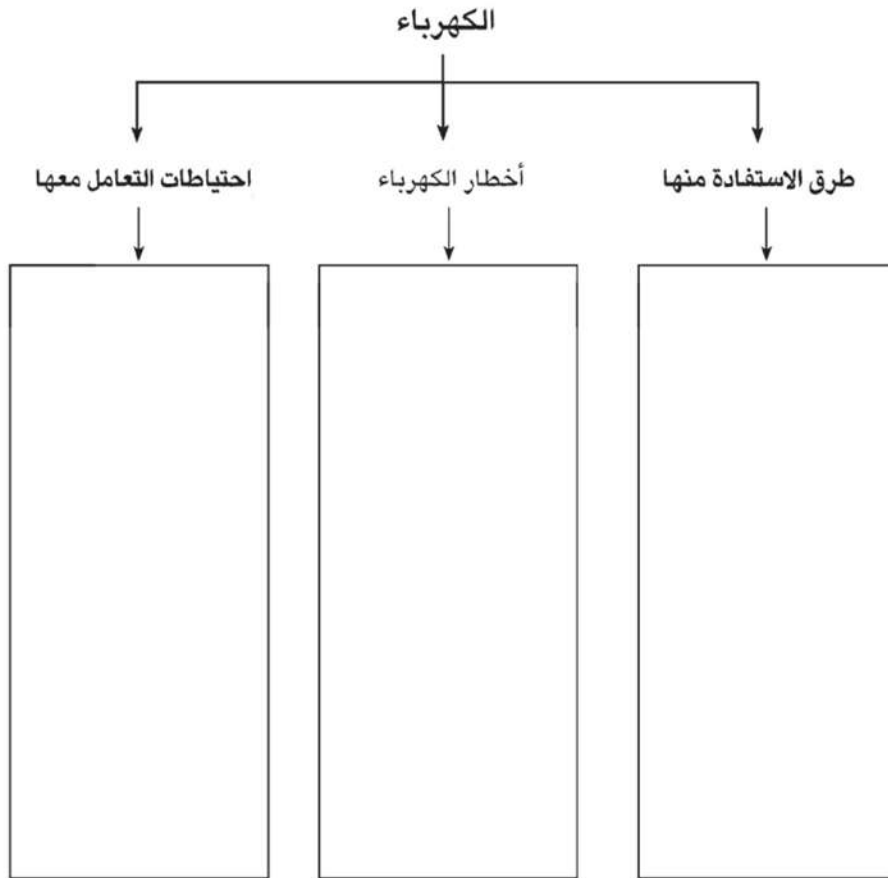 الكهرباء
طرق الاستفادة منها
أخطار الكهرباء
احتياطات التعامل معها